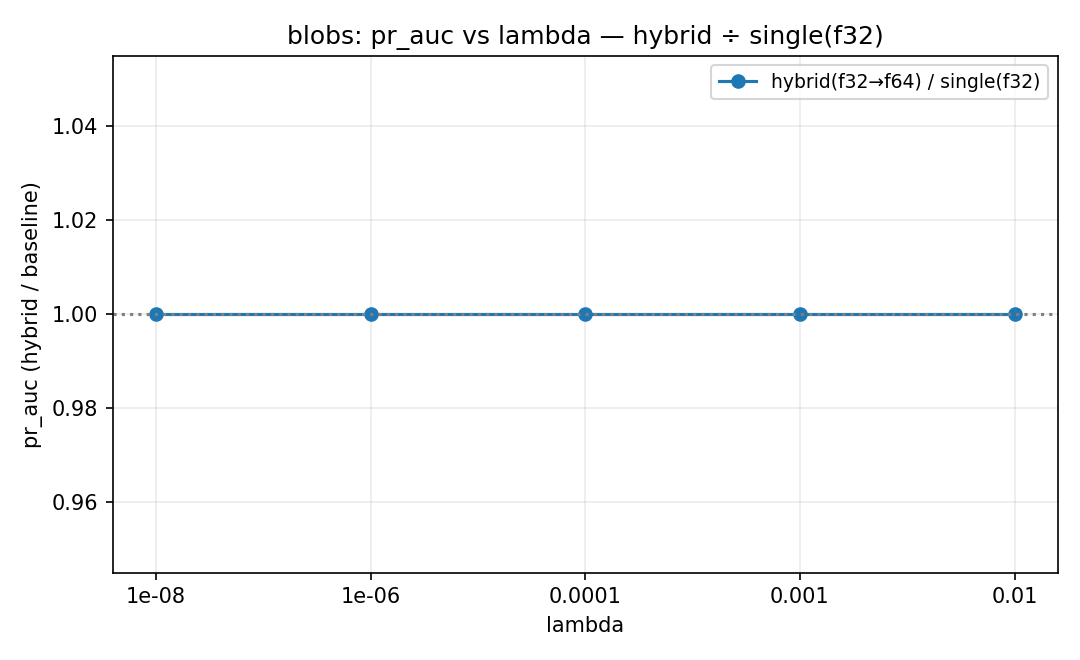 blobs: pr_auc vs lambda — hybrid ÷ single(f32)
hybrid(f32→f64) / single(f32)
pr_auc (hybrid / baseline)
1.04
1.02
1.00
0.98
0.96
1e-08 1e-06 0.0001 0.001 0.01
lambda